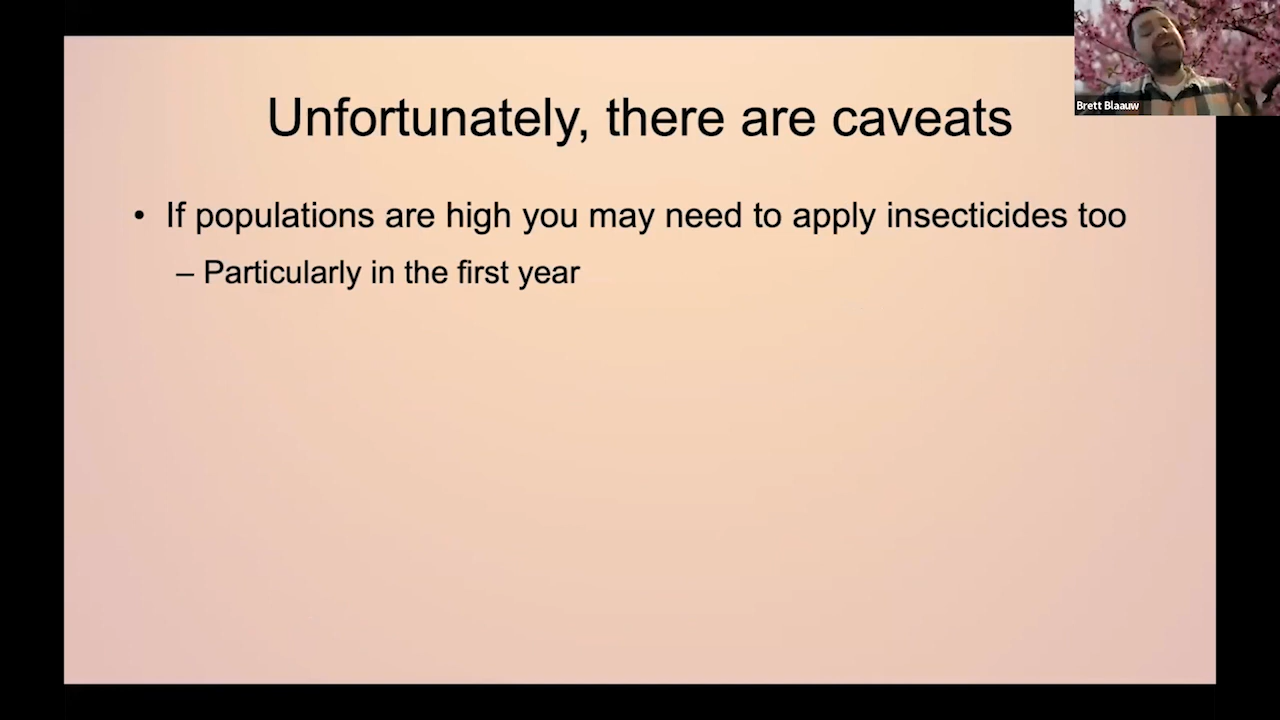 Unfortunately, there are caveats
Brett Blaauw
• If populations are high you may need to apply insecticides too
– Particularly in the first year